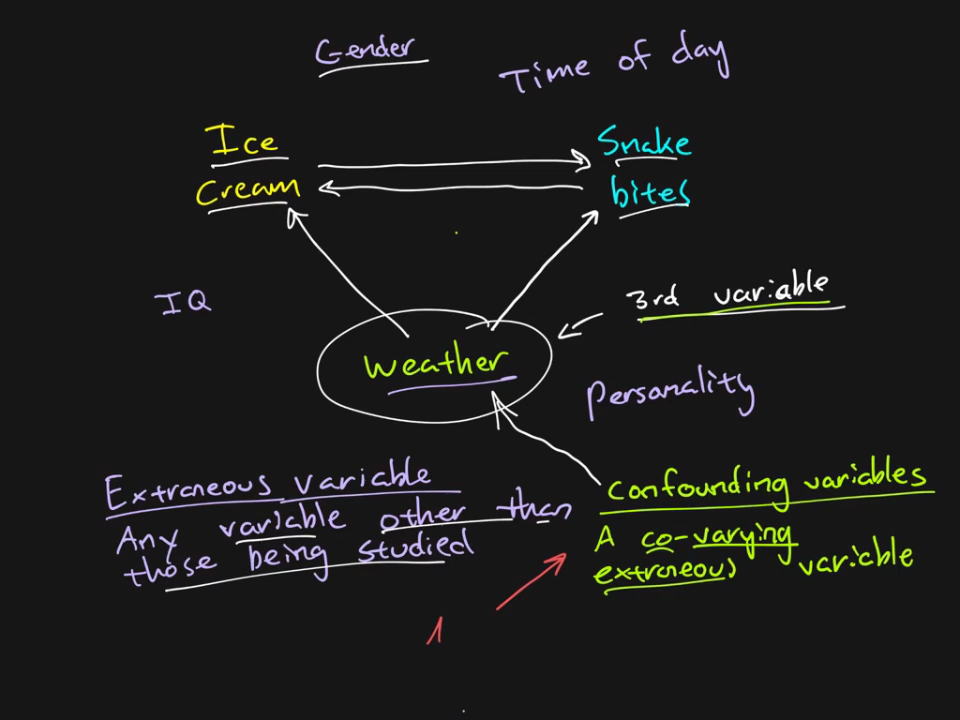 Gender
Time of day
Ice
Cream
Snake
bites
IQ
3rd variable
Weather
Personality
Extraneous variable
Any variable other than
those being studied
Confounding variables
A co-varying
extraneous variable